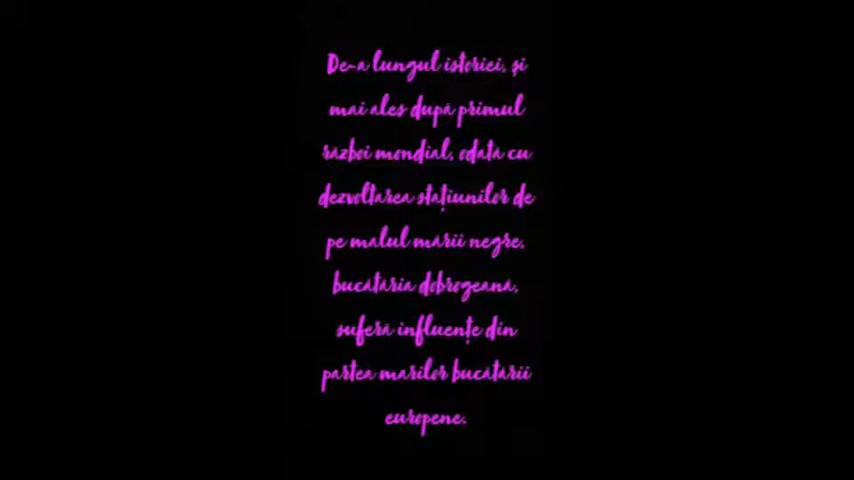 De-a lungul istoriei, și
mai ales după primul
război mondial, odată cu
dezvoltarea stațiunilor de
pe malul mării negre,
bucătăria dobrogeană,
suferă influențe din
partea marilor bucătării
europene.